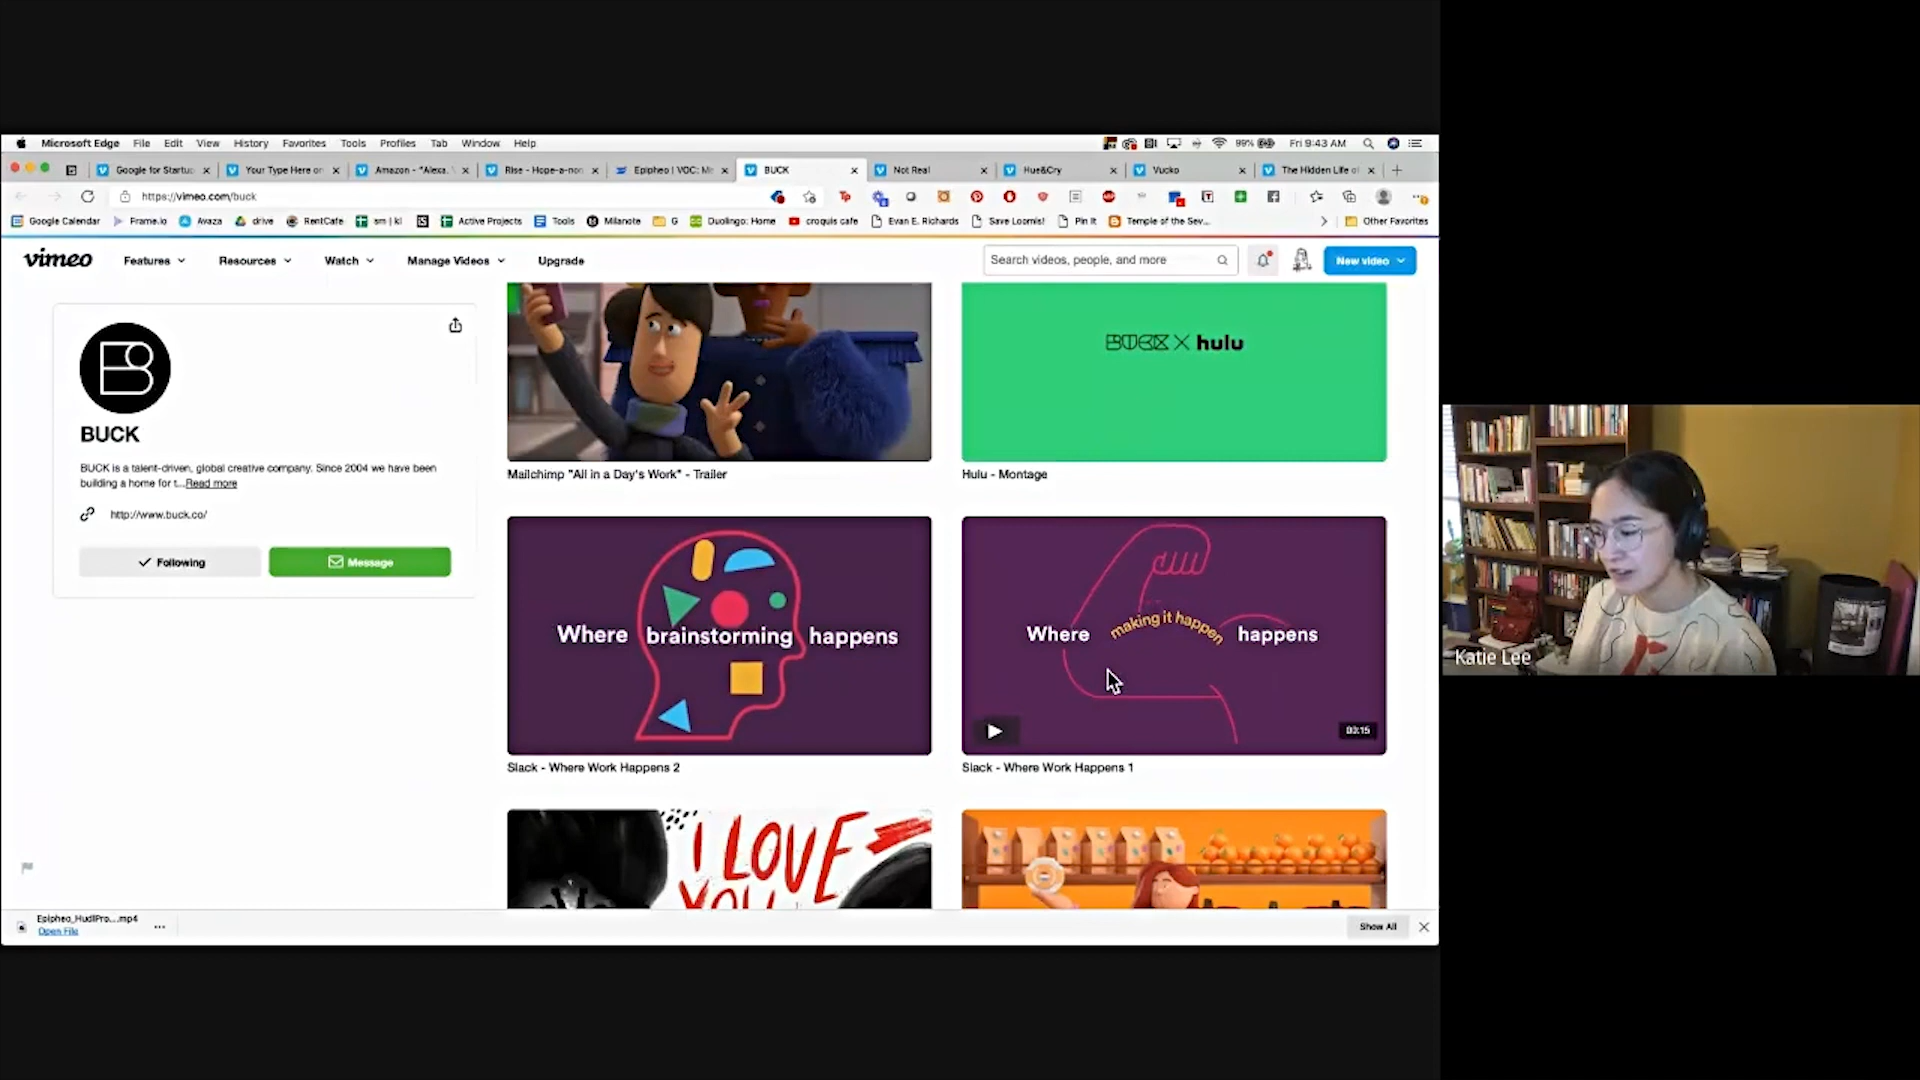 Microsoft Edge File Edit View History Favorites Tools Profiles Tab Window Help 99% Fri 9:43 AM
Google for Startup Your Type Here or Amazon - "Alexa. Rise - Hope-a-non Epipheo | VOC: Me BUCK Not Real Hue&Cry Vucko The Hidden Life of
https://vimeo.com/buck
Google Calendar Frame.io Avaza drive RentCafe sm | kl Active Projects Tools Milanote G Duolingo: Home croquis cafe Evan E. Richards Save Loomis! Pin It Temple of the Sev... Other Favorites
vimeo Features Resources Watch Manage Videos Upgrade Search videos, people, and more New video
B
BUCK
BUCK is a talent-driven, global creative company. Since 2004 we have been
building a home for t...Read more
http://www.buck.co/
Following Message
BUCK X hulu
Mailchimp "All in a Day's Work" - Trailer
Hulu - Montage
Where brainstorming happens
Where making it happen happens
03:15
Slack - Where Work Happens 2
Slack - Where Work Happens 1
I LOVE
YOU
Epipheo_HudlPro....mp4
Open File
Show All
Katie Lee